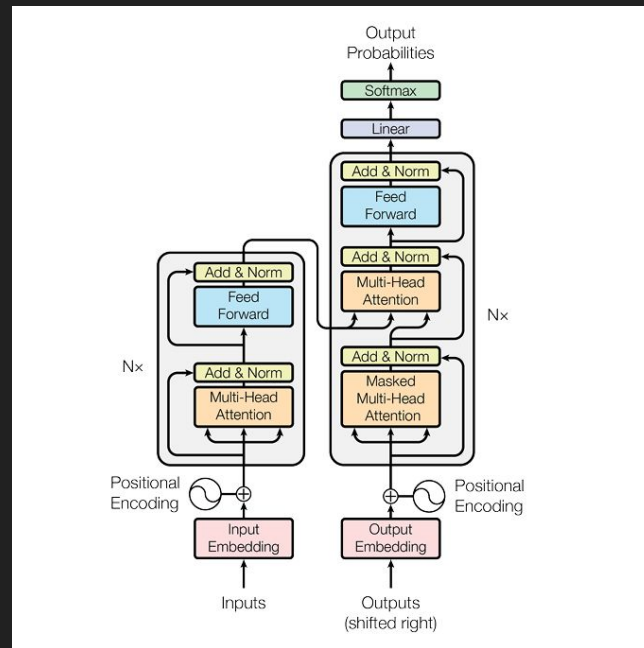 Output
Probabilities
Softmax
Linear
Add & Norm
Feed
Forward
Add & Norm
Multi-Head
Attention
Add & Norm
Masked
Multi-Head
Attention
N×
Add & Norm
Feed
Forward
Add & Norm
Multi-Head
Attention
N×
Positional
Encoding
Positional
Encoding
Input
Embedding
Output
Embedding
Inputs
Outputs
(shifted right)